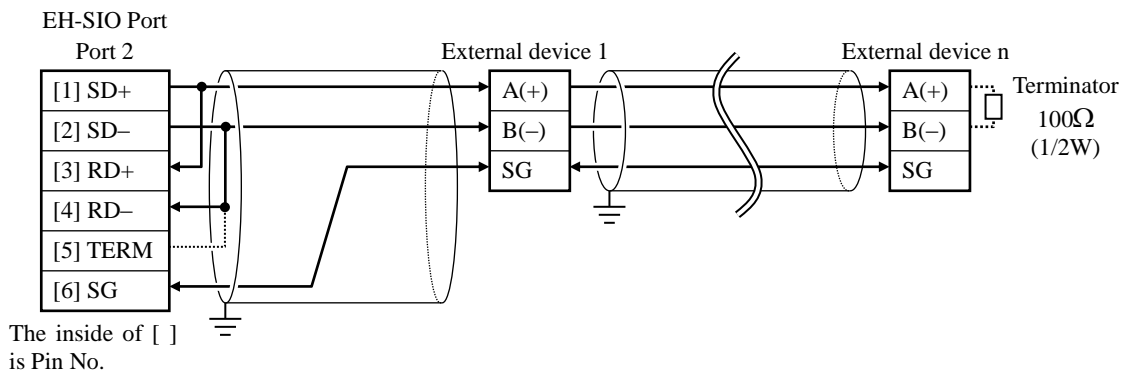 EH-SIO Port
Port 2
[1] SD+
[2] SD–
[3] RD+
[4] RD–
[5] TERM
[6] SG
The inside of [ ]
is Pin No.
External device 1
A(+)
B(–)
SG
External device n
A(+)
B(–)
SG
Terminator
100Ω
(1/2W)